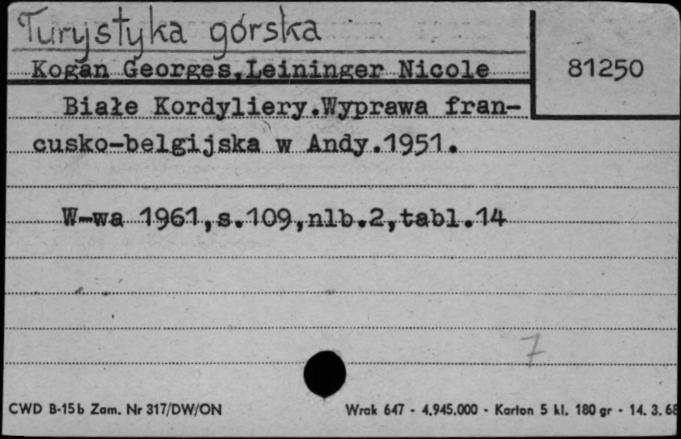 Turystyka górska
Kogan Georges,Leininger Nicole
81250
Białe Kordyliery.Wyprawa fran-
cusko-belgijska w Andy.1951.
W-wa 1961,s.109,nlb.2,tabl.14
7
CWD B-15b Zam. Nr 317/DW/ON
Wrak 647 - 4.945.000 - Karton 5 kl. 180 gr - 14. 3. 68